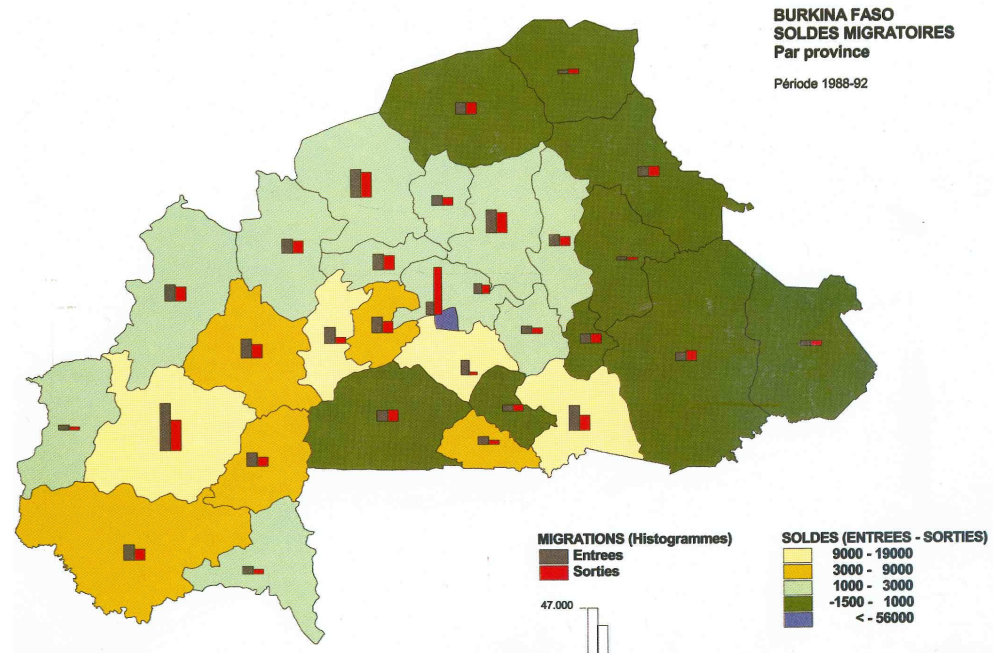 BURKINA FASO
SOLDES MIGRATOIRES
Par province
Période 1988-92
MIGRATIONS (Histogrammes)
Entrees
Sorties
47.000
SOLDES (ENTREES - SORTIES)
9000 - 19000
3000 - 9000
1000 - 3000
-1500 - 1000
< - 56000